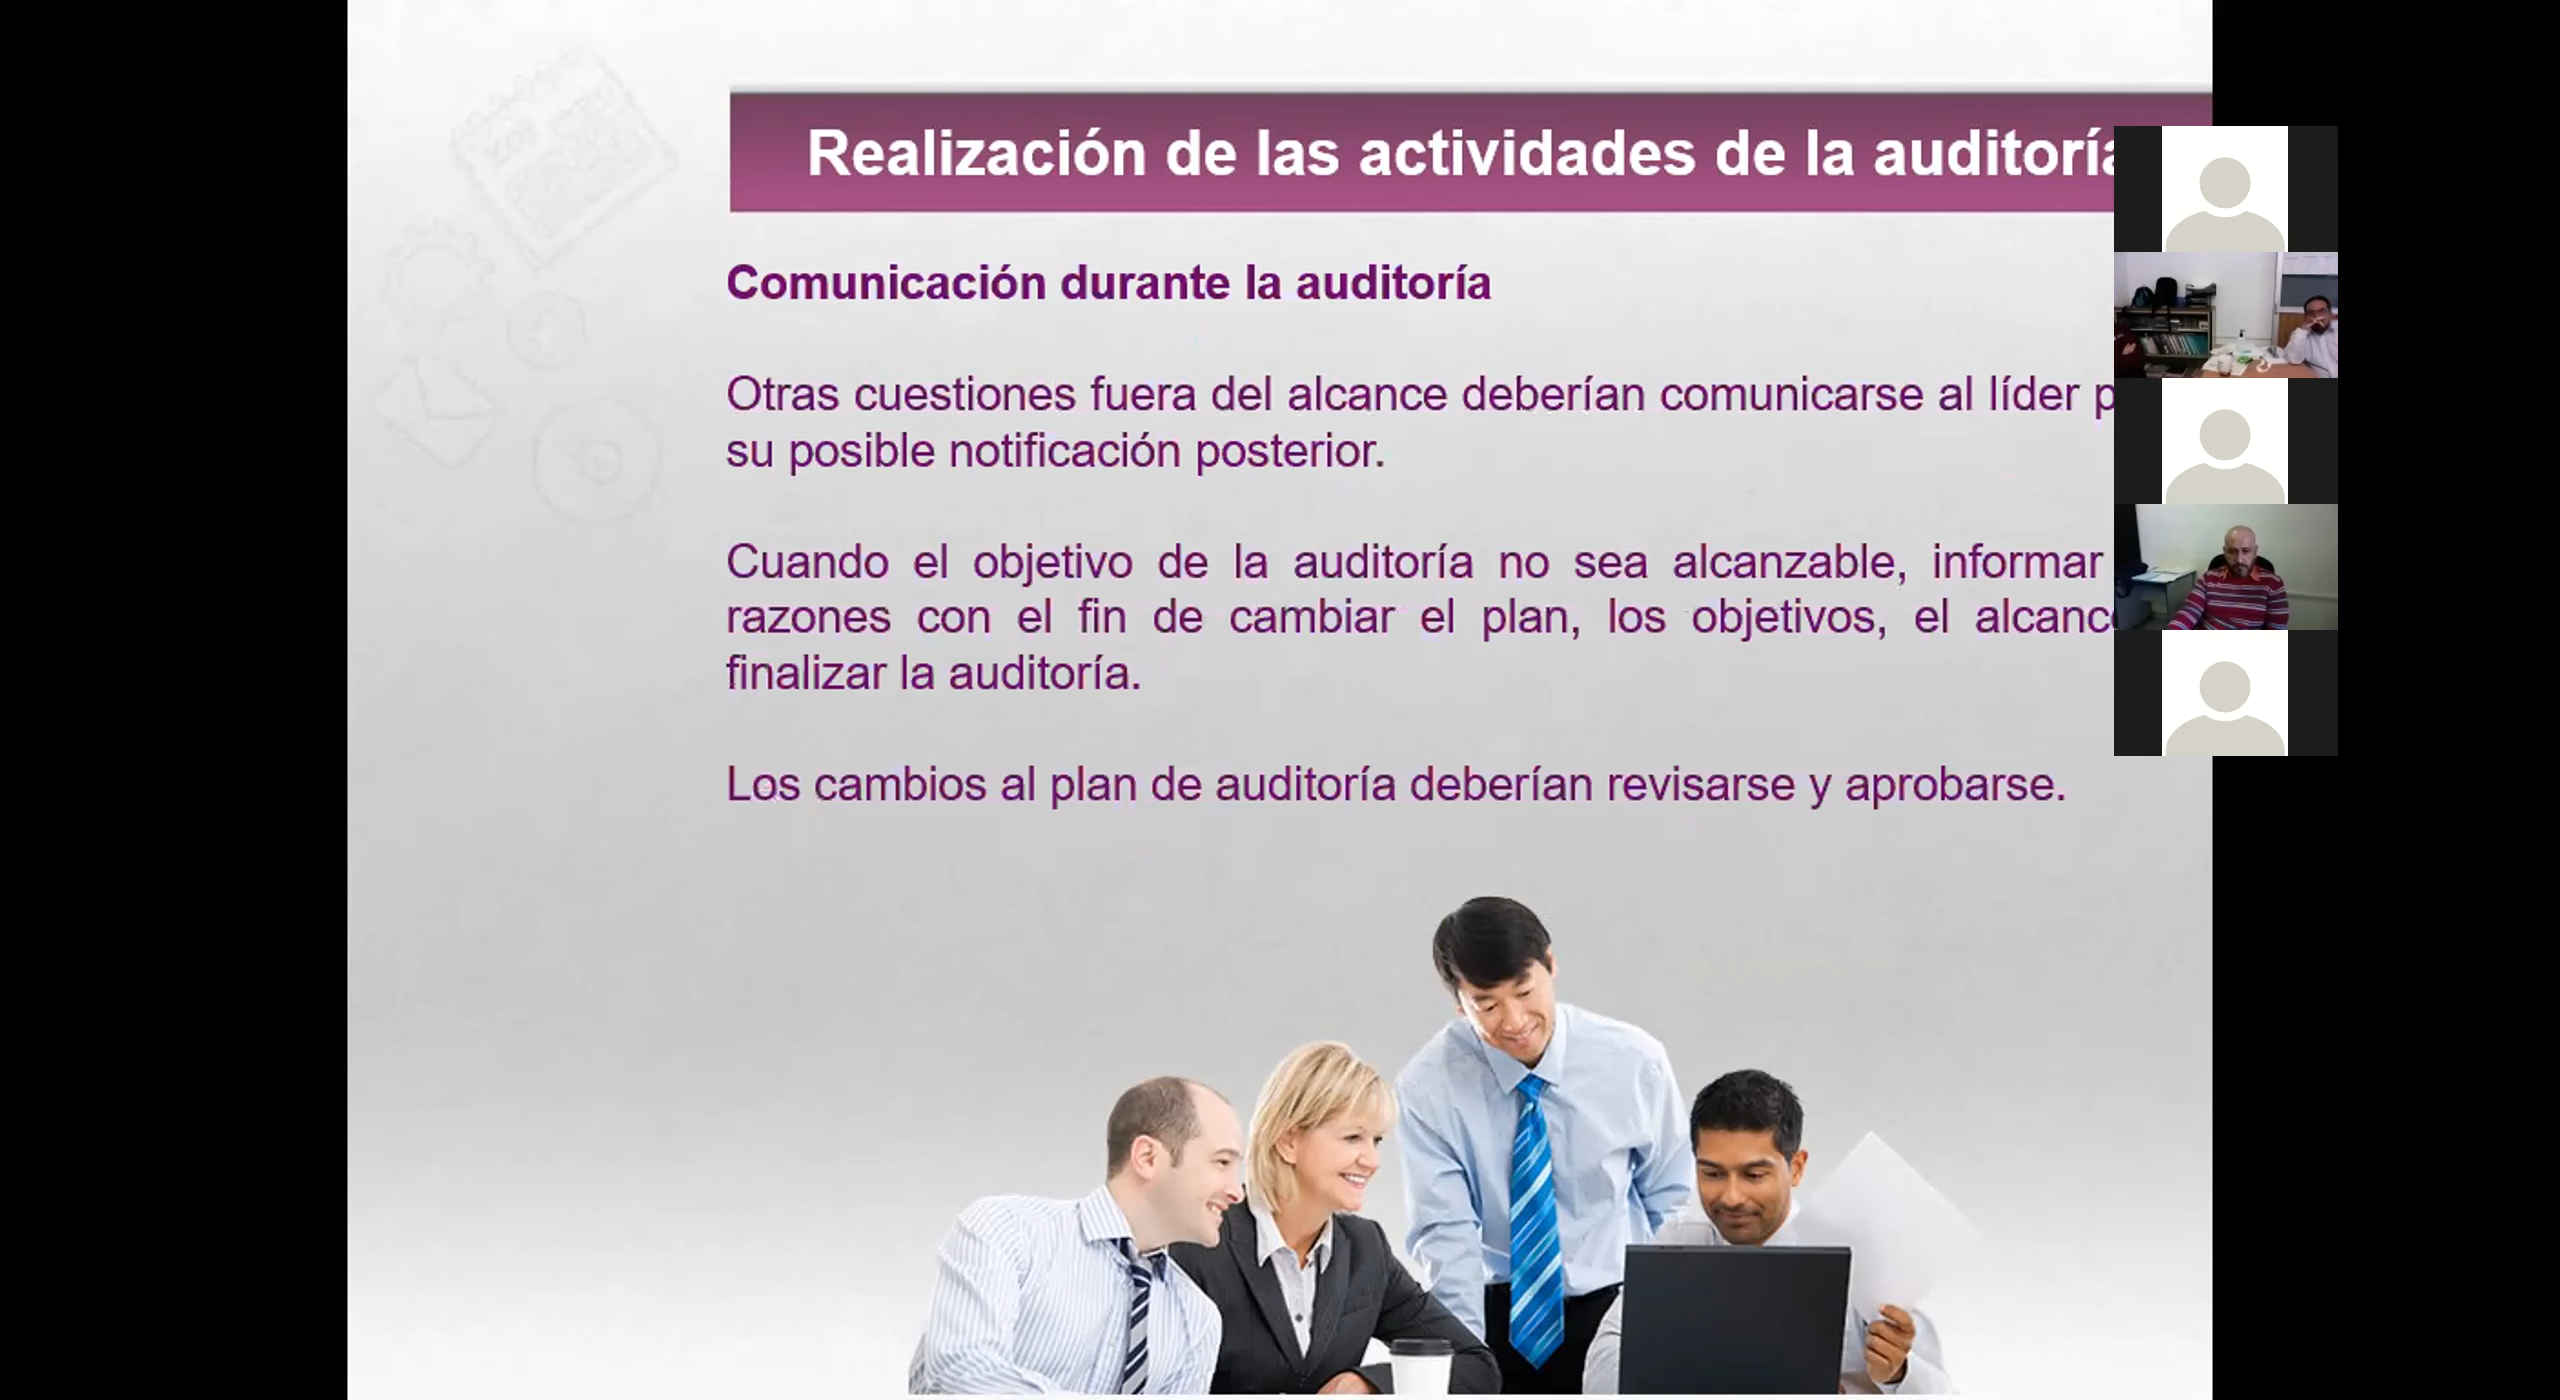 Realización de las actividades de la auditoría
Comunicación durante la auditoría
Otras cuestiones fuera del alcance deberían comunicarse al líder
su posible notificación posterior.
Cuando el objetivo de la auditoría no sea alcanzable, informar
razones con el fin de cambiar el plan, los objetivos, el alcance
finalizar la auditoría.
Los cambios al plan de auditoría deberían revisarse y aprobarse.